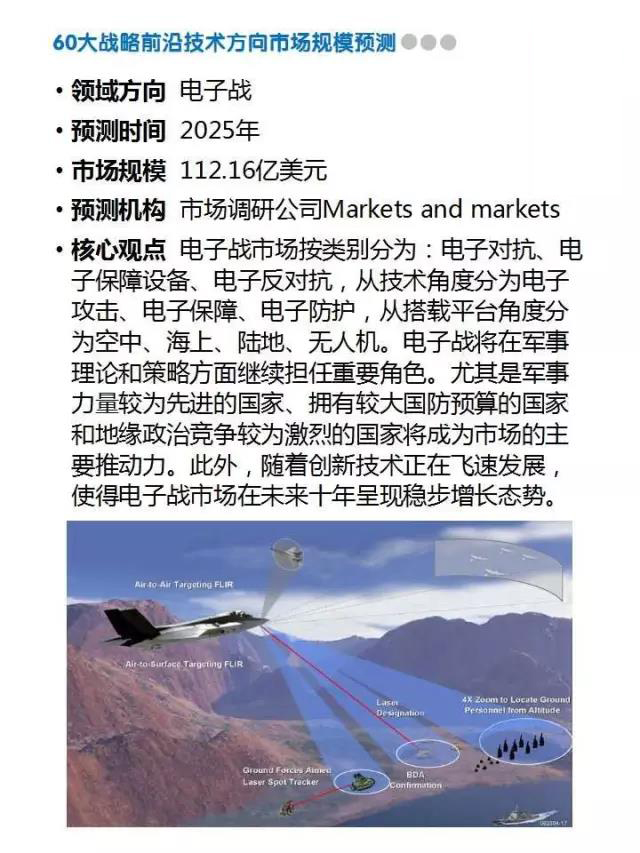 60大战略前沿技术方向市场规模预测
• 领域方向 电子战
• 预测时间 2025年
• 市场规模 112.16亿美元
• 预测机构 市场调研公司Markets and markets
• 核心观点 电子战市场按类别分为：电子对抗、电
子保障设备、电子反对抗，从技术角度分为电子
攻击、电子保障、电子防护，从搭载平台角度分
为空中、海上、陆地、无人机。电子战将在军事
理论和策略方面继续担任重要角色。尤其是军事
力量较为先进的国家、拥有较大国防预算的国家
和地缘政治竞争较为激烈的国家将成为市场的主
要推动力。此外，随着创新技术正在飞速发展，
使得电子战市场在未来十年呈现稳步增长态势。
Air-to-Air Targeting FLIR
Air-to-Surface Targeting FLIR
Laser
Designation
4X Zoom to Locate Ground
Personnel from Altitude
Ground Forces Aimed
Laser Spot Tracker
BDA
Confirmation